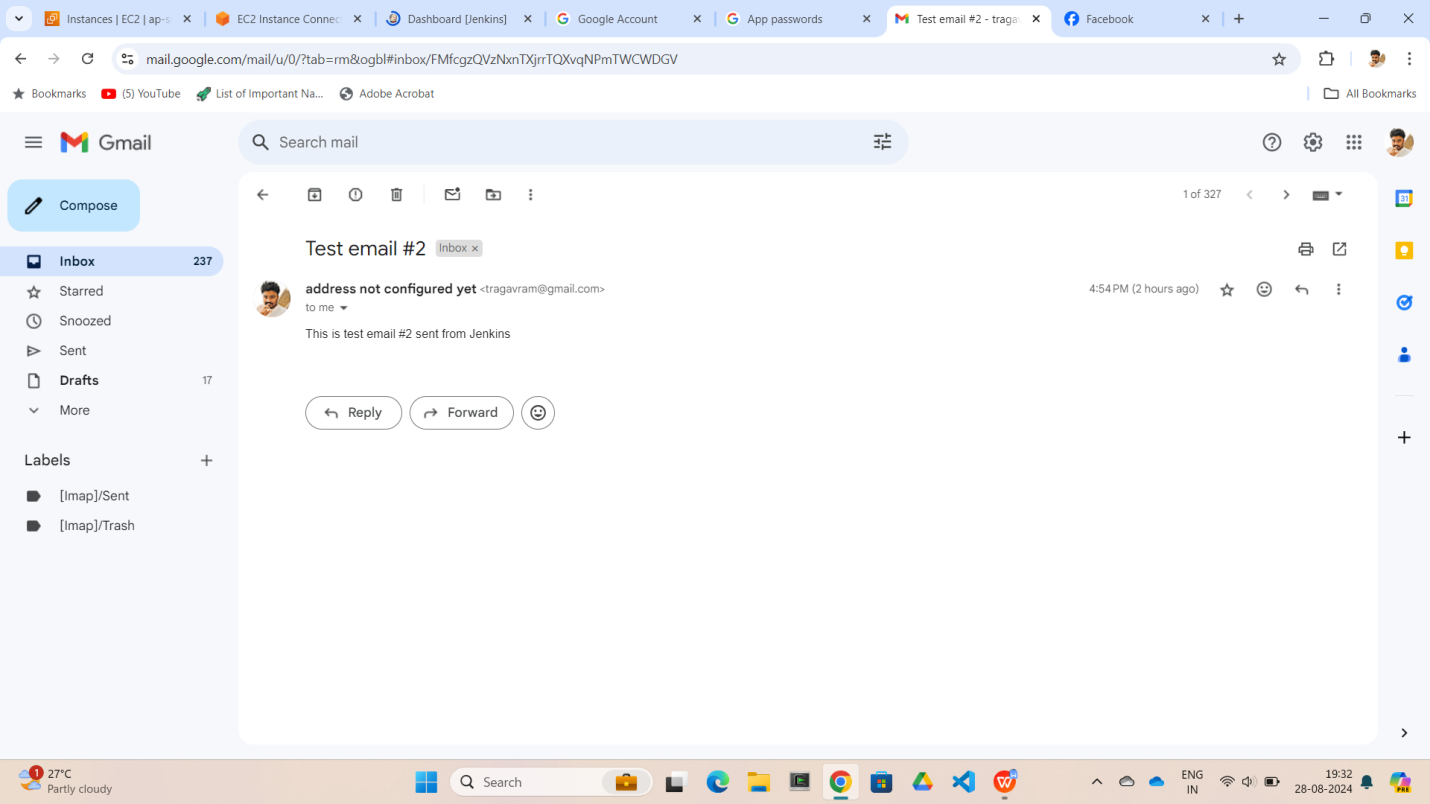 Instances | EC2 | ap-s
EC2 Instance Connec
Dashboard [Jenkins]
Google Account
App passwords
Test email #2 - traga
Facebook
mail.google.com/mail/u/0/?tab=rm&ogbl#inbox/FMfcgzQVzNxnTXjrrTQXvqNPmTWCWDGV
Bookmarks
(5) YouTube
List of Important Na...
Adobe Acrobat
All Bookmarks
Gmail
Search mail
Compose
1 of 327
Inbox 237
Starred
Snoozed
Sent
Drafts 17
More
Labels
[Imap]/Sent
[Imap]/Trash
Test email #2 Inbox
address not configured yet <tragavram@gmail.com>
4:54 PM (2 hours ago)
to me
This is test email #2 sent from Jenkins
Reply
Forward
31
1
27°C
Partly cloudy
Search
ENG
IN
19:32
28-08-2024
PRE